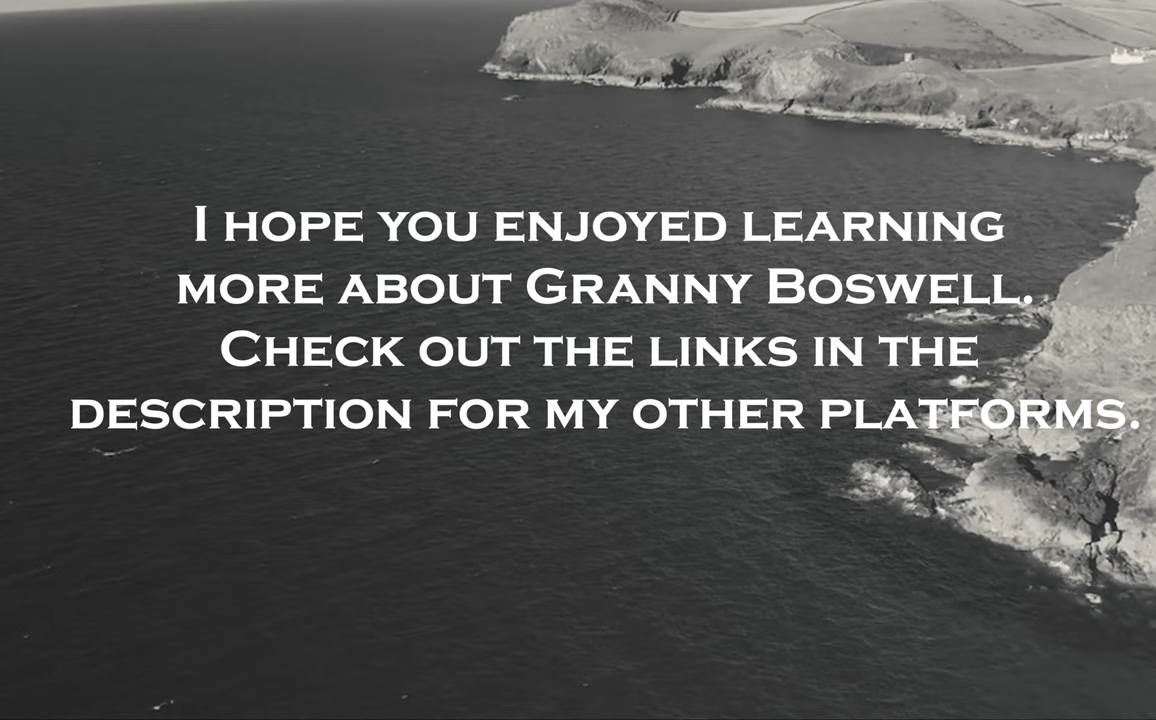 I hope you enjoyed learning
more about Granny Boswell.
Check out the links in the
description for my other platforms.